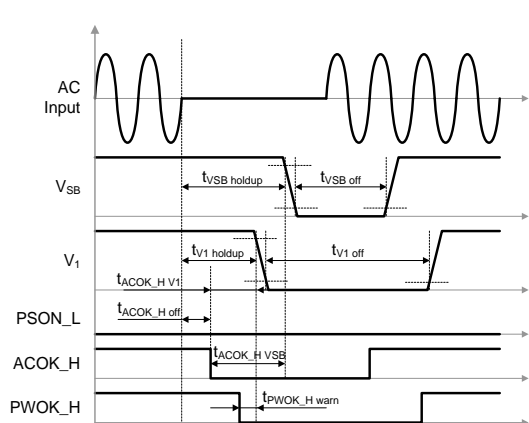 AC
Input
VSB
tVSB holdup
tVSB off
V1
tV1 holdup
tV1 off
tACOK_H V1
tACOK_H off
PSON_L
ACOK_H
tACOK_H VSB
PWOK_H
tPWOK_H warn